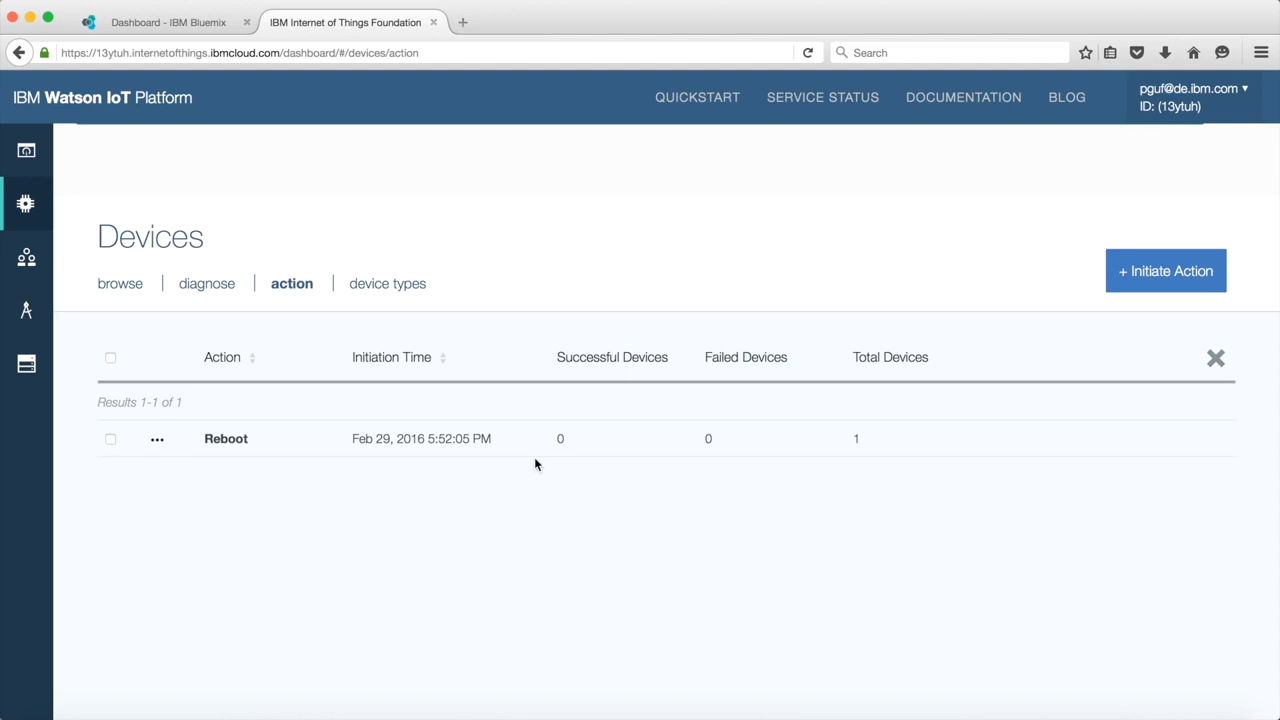 Dashboard - IBM Bluemix
IBM Internet of Things Foundation
https://13ytuh.internetofthings.ibmcloud.com/dashboard/#/devices/action
Search
IBM Watson IoT Platform
QUICKSTART
SERVICE STATUS
DOCUMENTATION
BLOG
pguf@de.ibm.com
ID: (13ytuh)
Devices
browse | diagnose | action | device types
+ Initiate Action
Action Initiation Time Successful Devices Failed Devices Total Devices
Results 1-1 of 1
Reboot Feb 29, 2016 5:52:05 PM 0 0 1